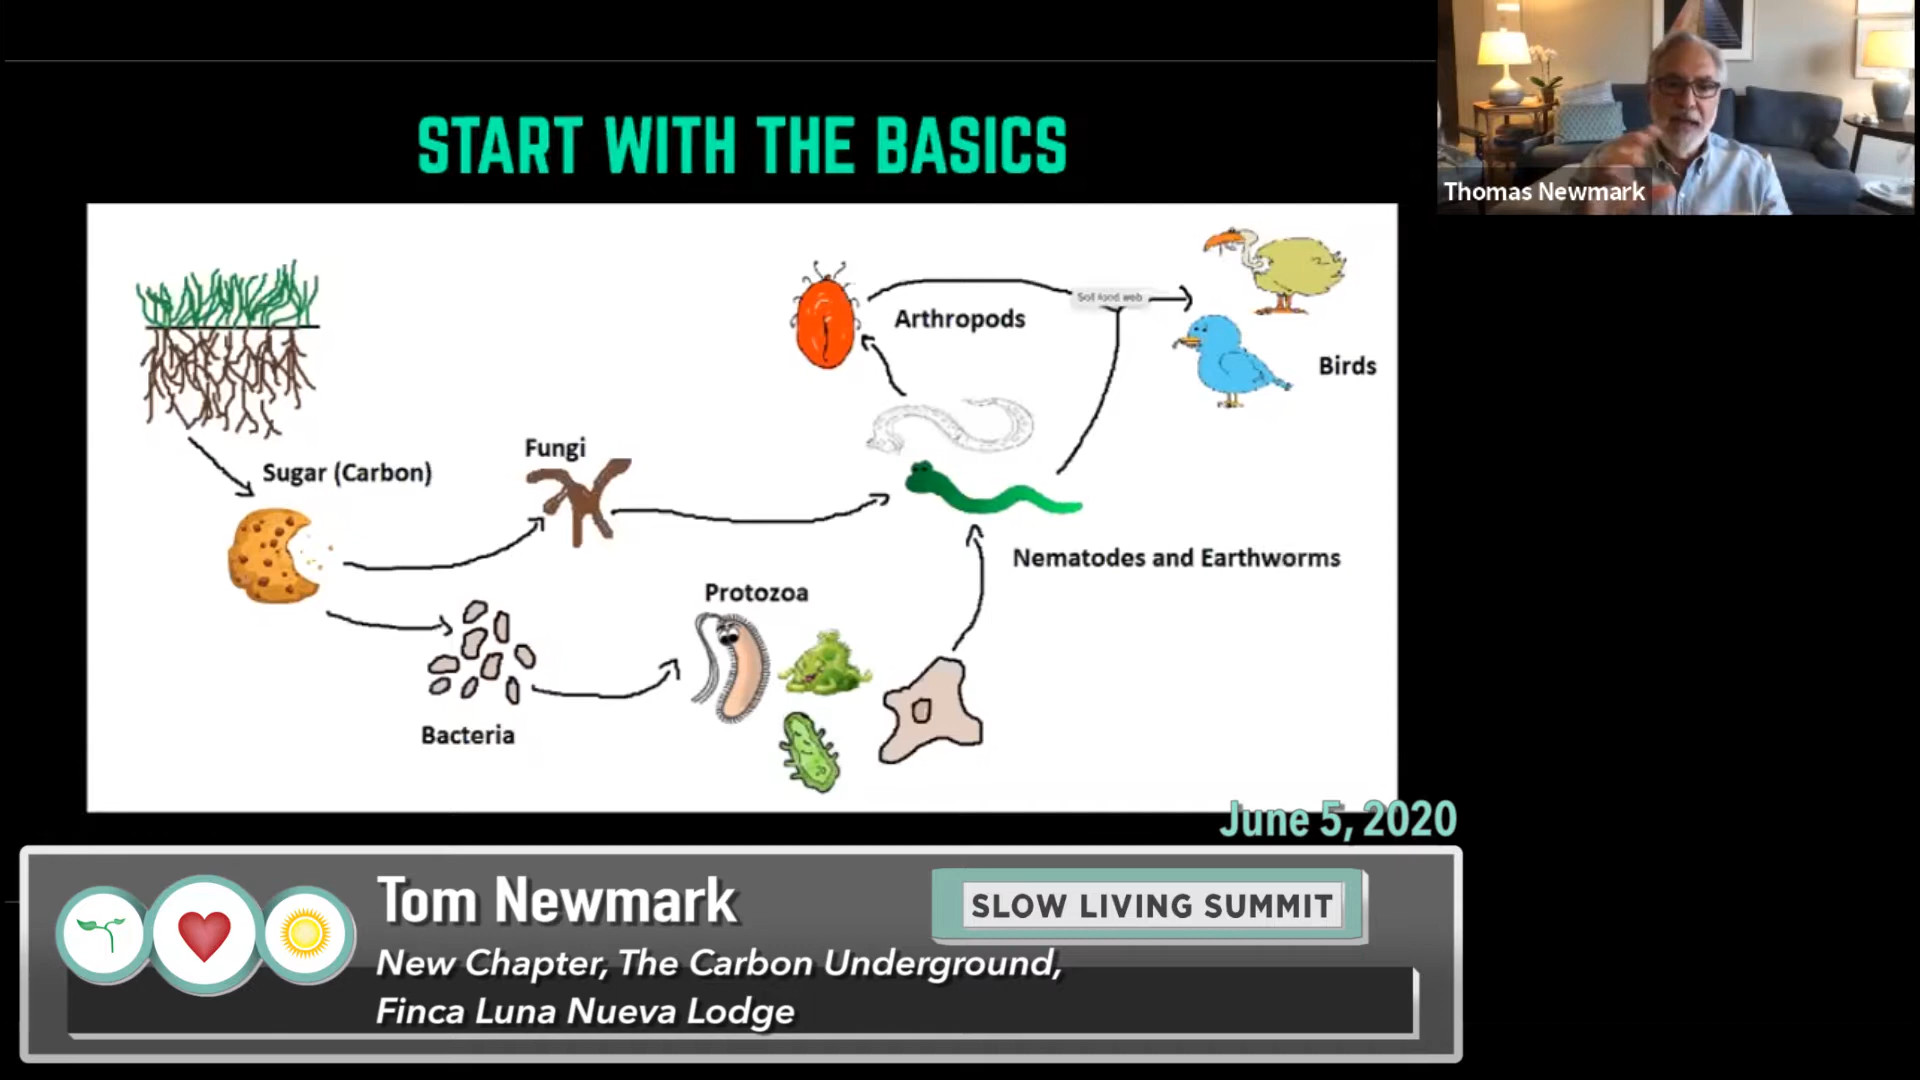 START WITH THE BASICS
Thomas Newmark
Soil food web
Arthropods
Birds
Fungi
Sugar (Carbon)
Nematodes and Earthworms
Protozoa
Bacteria
June 5, 2020
Tom Newmark
SLOW LIVING SUMMIT
New Chapter, The Carbon Underground,
Finca Luna Nueva Lodge